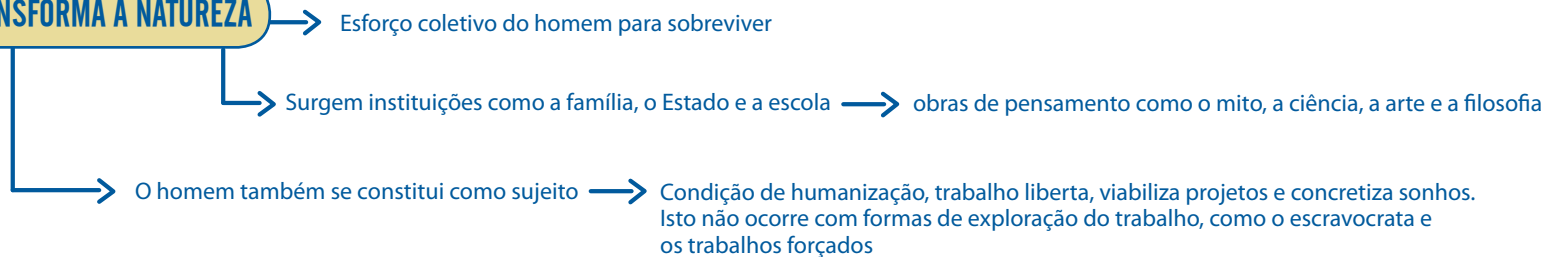 A NATUREZA
Esforço coletivo do homem para sobreviver
Surgem instituições como a família, o Estado e a escola
obras de pensamento como o mito, a ciência, a arte e a filosofia
O homem também se constitui como sujeito
Condição de humanização, trabalho liberta, viabiliza projetos e concretiza sonhos.
Isto não ocorre com formas de exploração do trabalho, como o escravocrata e
os trabalhos forçados